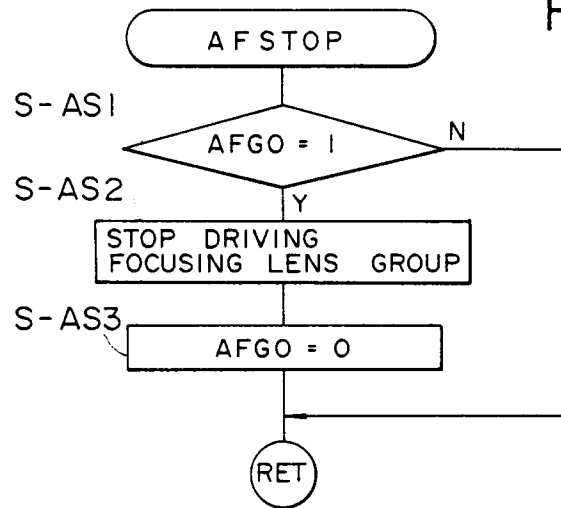 AFSTOP
S-AS1
AFGO = 1
N
S-AS2
Y
STOP DRIVING
FOCUSING LENS GROUP
S-AS3
AFGO = 0
RET